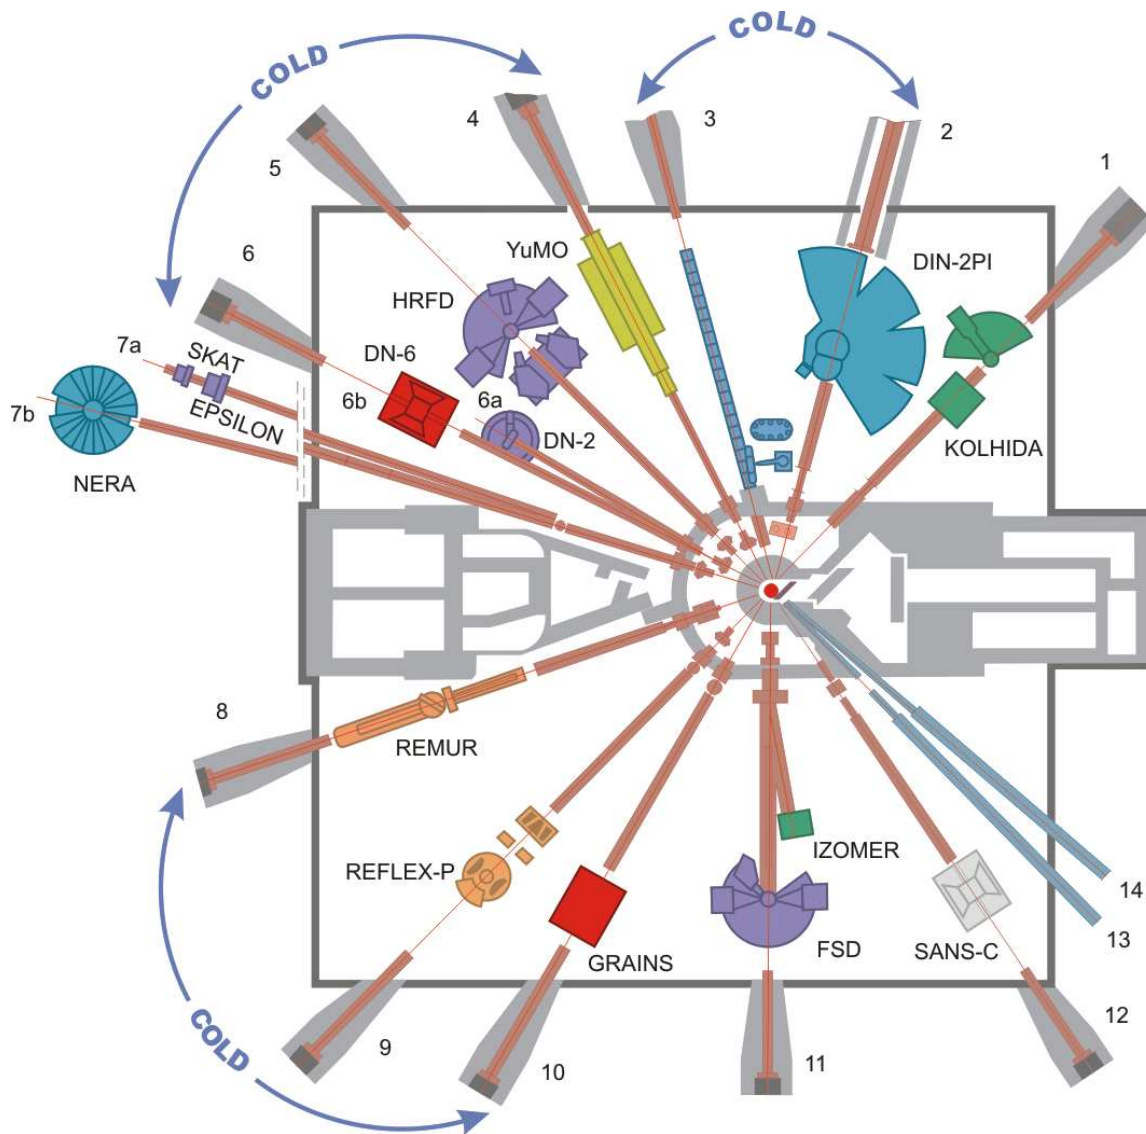 COLD
COLD
4
3
2
1
5
YuMO
DIN-2PI
6
HRFD
7a
SKAT
DN-6
6b
6a
7b
EPSILON
DN-2
KOLHIDA
NERA
8
REMUR
IZOMER
REFLEX-P
14
GRAINS
FSD
SANS-C
13
COLD
9
10
11
12